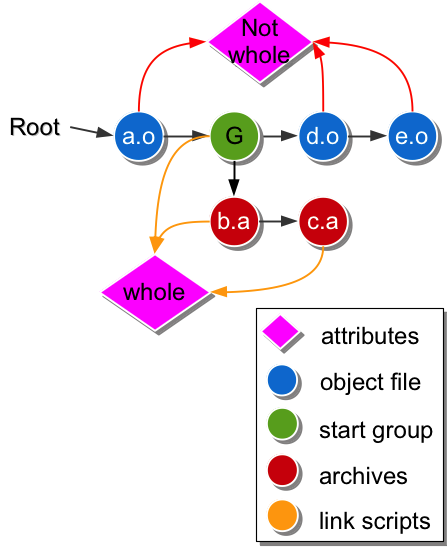 Not
whole
Root
a.o
G
d.o
e.o
b.a
c.a
whole
attributes
object file
start group
archives
link scripts